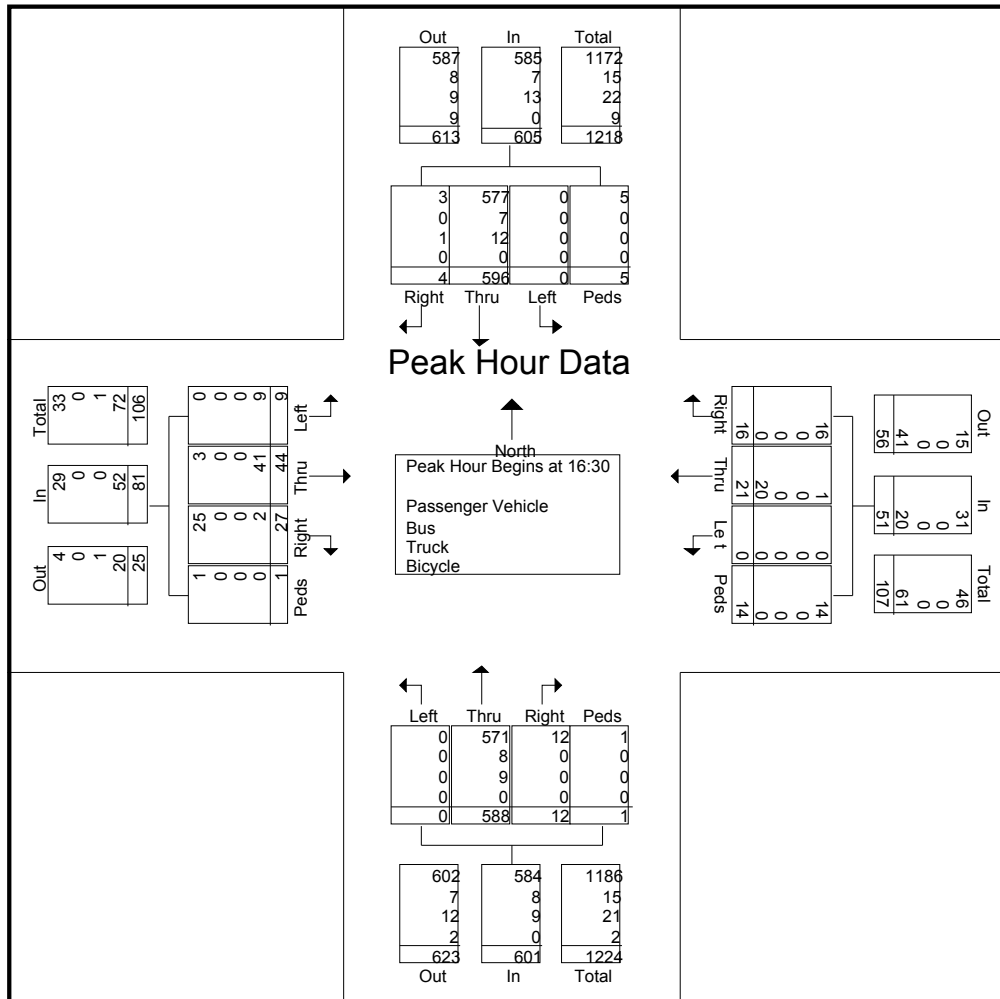 Out In Total
587 585 1172
8 7 15
9 13 22
9 0 9
613 605 1218
3 577 0 5
0 7 0 0
1 12 0 0
0 0 0 0
4 596 0 5
Right Thru Left Peds
Peak Hour Data
North
Peak Hour Begins at 16:30
Passenger Vehicle
Bus
Truck
Bicycle
Total
33 0 1 72 106
In
29 0 0 52 81
Out
4 0 1 20 25
Left
0 0 0 9 9
Thru
3 0 0 41 44
Right
25 0 0 2 27
Peds
1 0 0 0 1
Right
16 0 0 0 16
Thru
21 20 0 0 1
Le t
0 0 0 0 0
Peds
14 0 0 0 14
Out
56 41 0 0 15
In
51 20 0 0 31
Total
107 61 0 0 46
Left Thru Right Peds
0 571 12 1
0 8 0 0
0 9 0 0
0 0 0 0
0 588 12 1
602 584 1186
7 8 15
12 9 21
2 0 2
623 601 1224
Out In Total